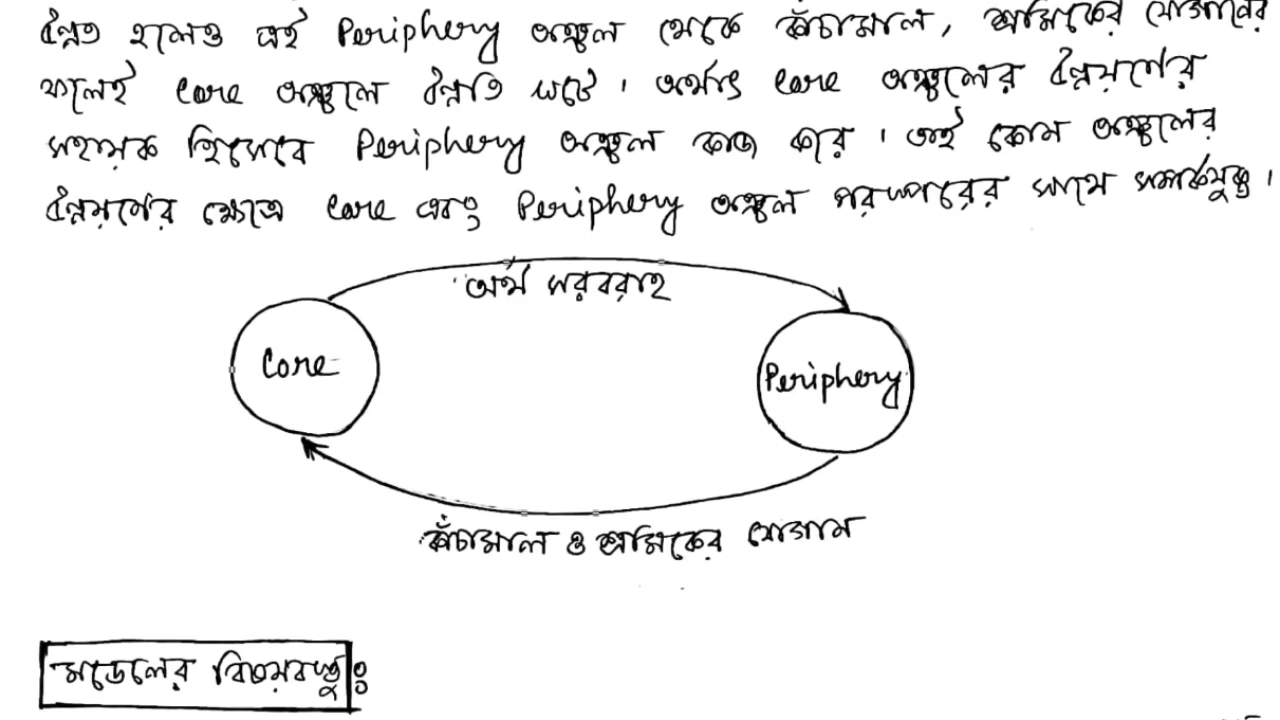 উন্নত হলেও এই Periphery অঞ্চল থেকে কাঁচামাল, শ্রমিকের যোগানের
ফলেই Core অঞ্চলে উন্নতি ঘটে। অর্থাৎ Core অঞ্চলের উন্নয়ণের
সহায়ক হিসেবে Periphery অঞ্চল কাজ করে। তাই কোন অঞ্চলের
উন্নয়ণের ক্ষেত্রে Core এবং Periphery অঞ্চল পরস্পরের সাথে সম্পর্কযুক্ত।
অর্থ সরবরাহ
Core
Periphery
কাঁচামাল ও শ্রমিকের যোগান
মডেলের বিষয়বস্তু ঃ